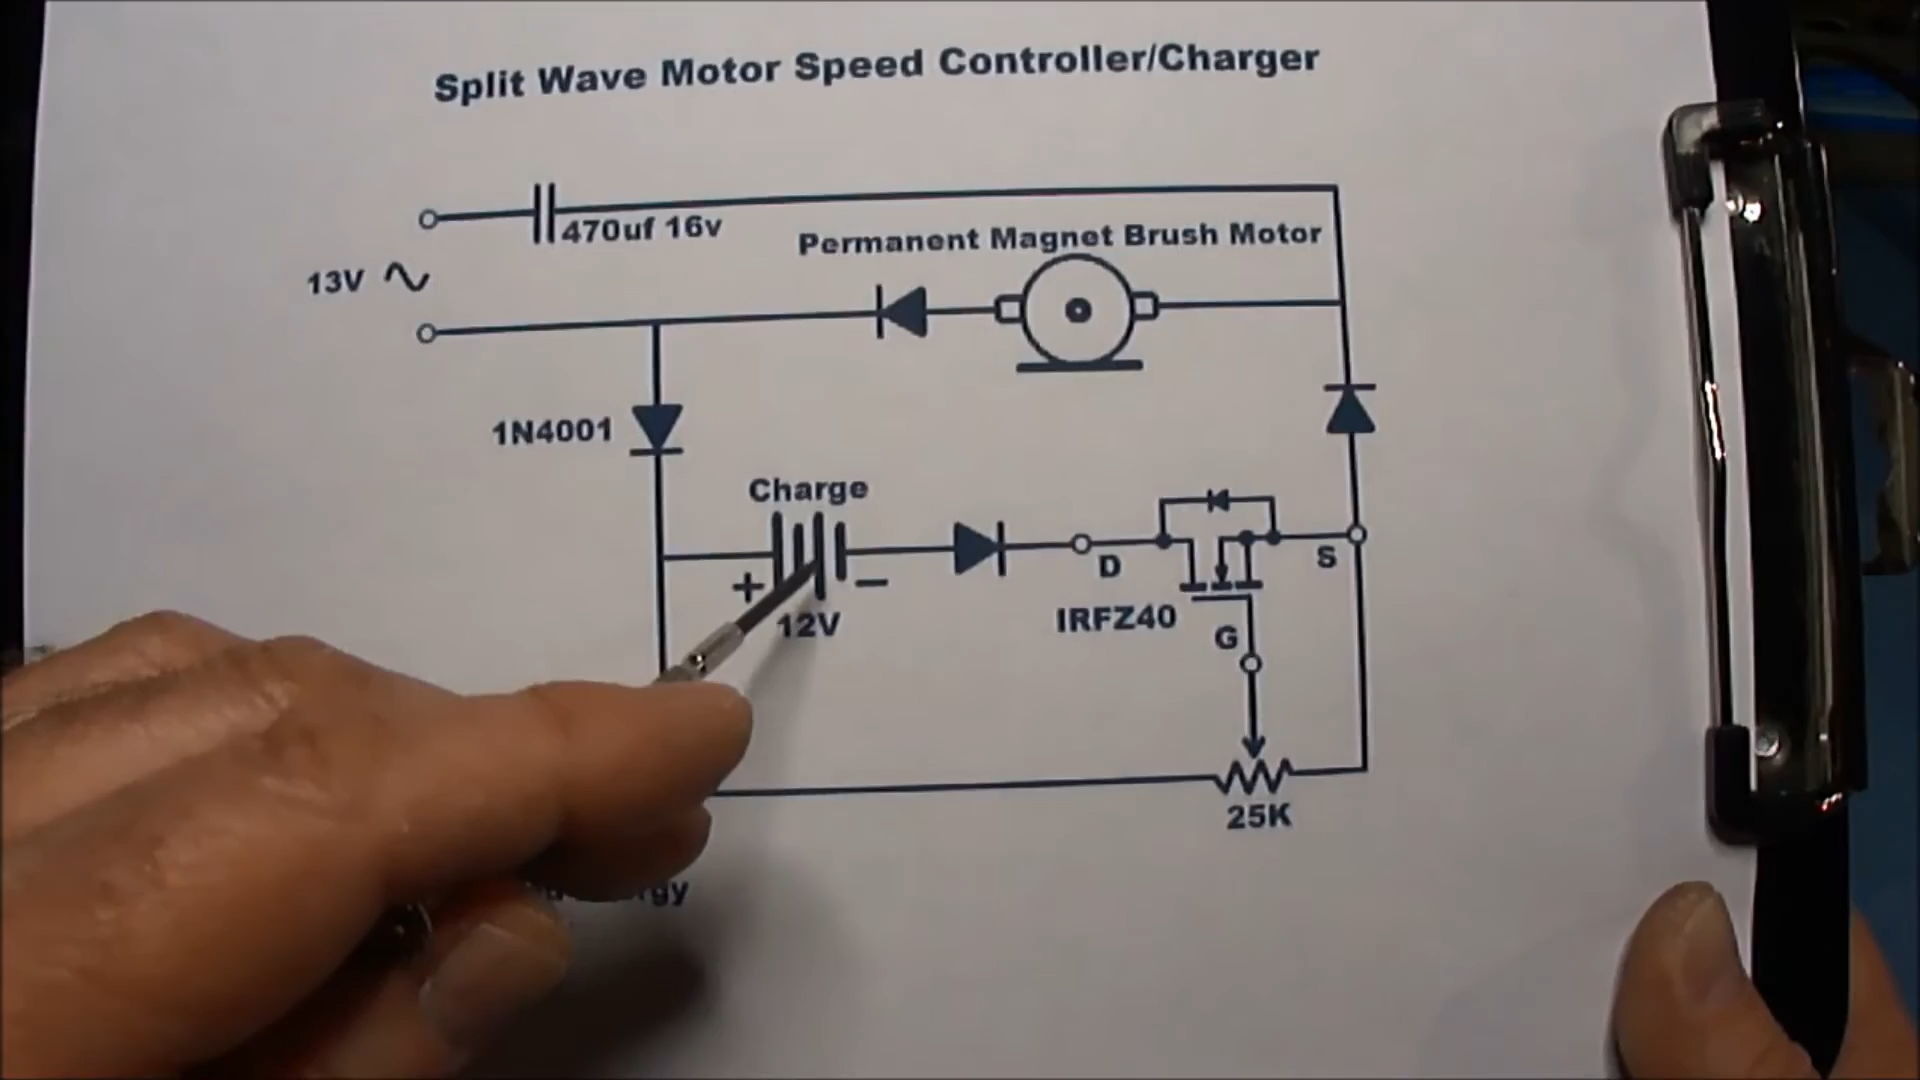 Split Wave Motor Speed Controller/Charger
470uf 16v
Permanent Magnet Brush Motor
13V
1N4001
Charge
+ −
12V
D
S
IRFZ40
G
25K